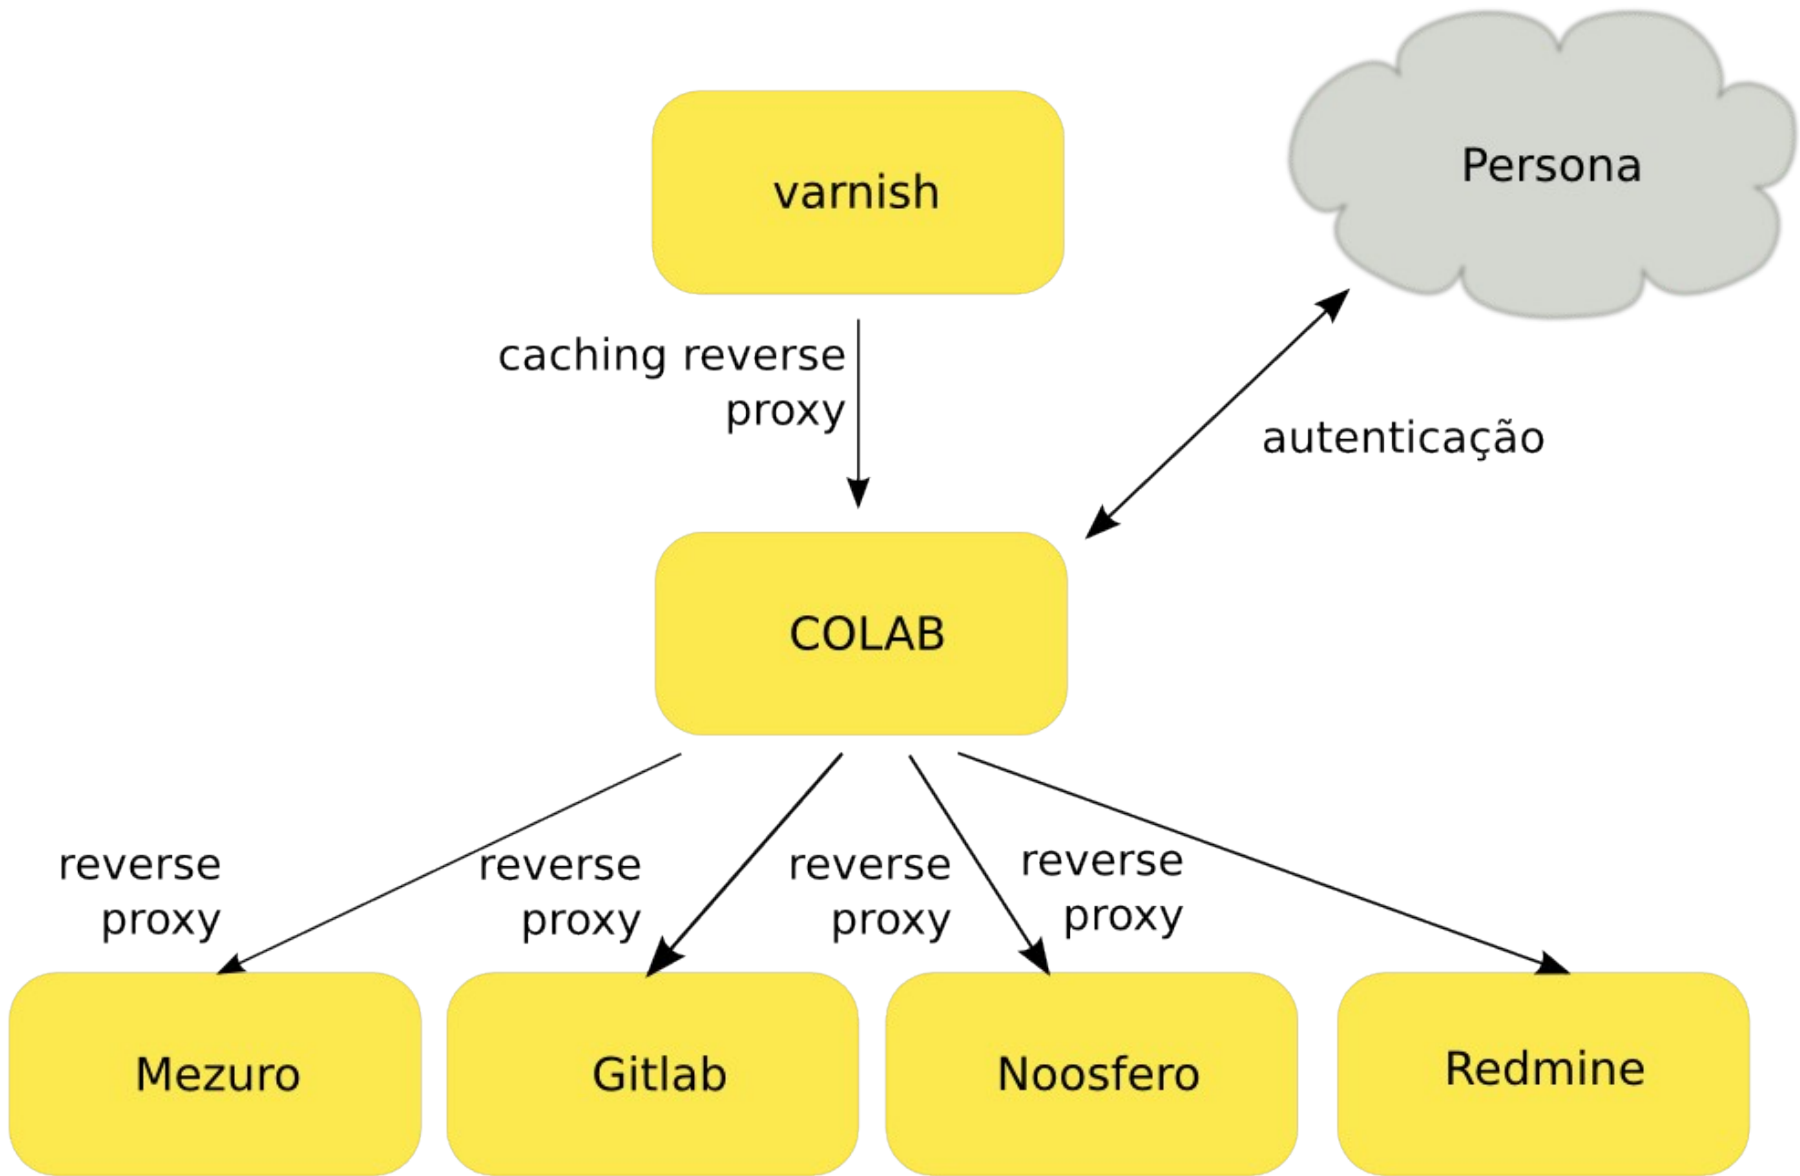 varnish
Persona
caching reverse
proxy
autenticação
COLAB
reverse
proxy
reverse
proxy
reverse
proxy
reverse
proxy
Mezuro
Gitlab
Noosfero
Redmine